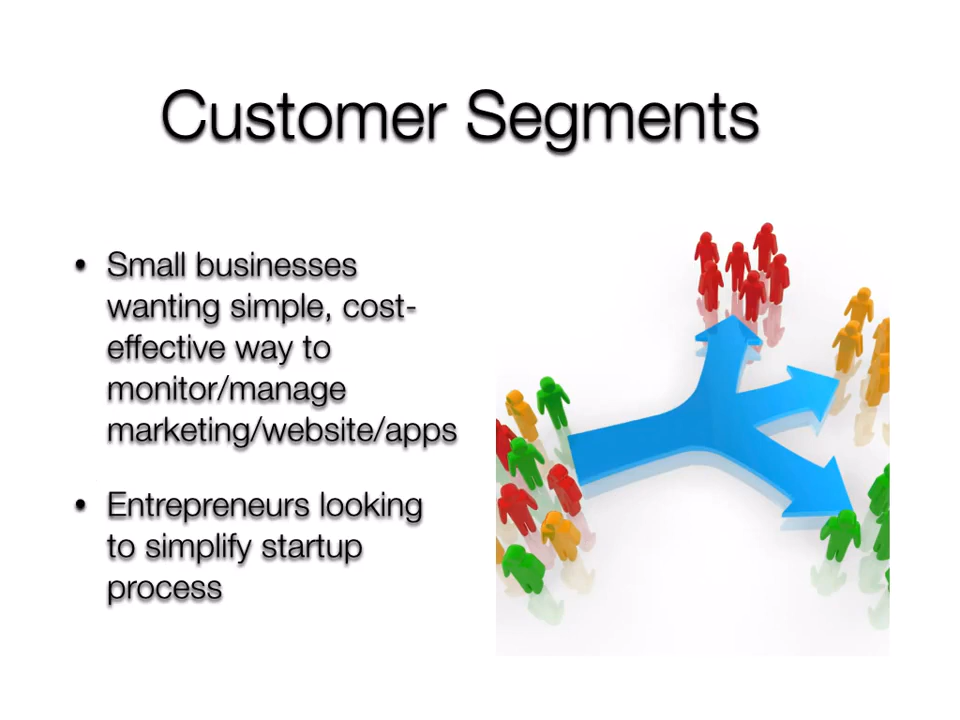 Customer Segments
• Small businesses
wanting simple, cost-
effective way to
monitor/manage
marketing/website/apps
• Entrepreneurs looking
to simplify startup
process